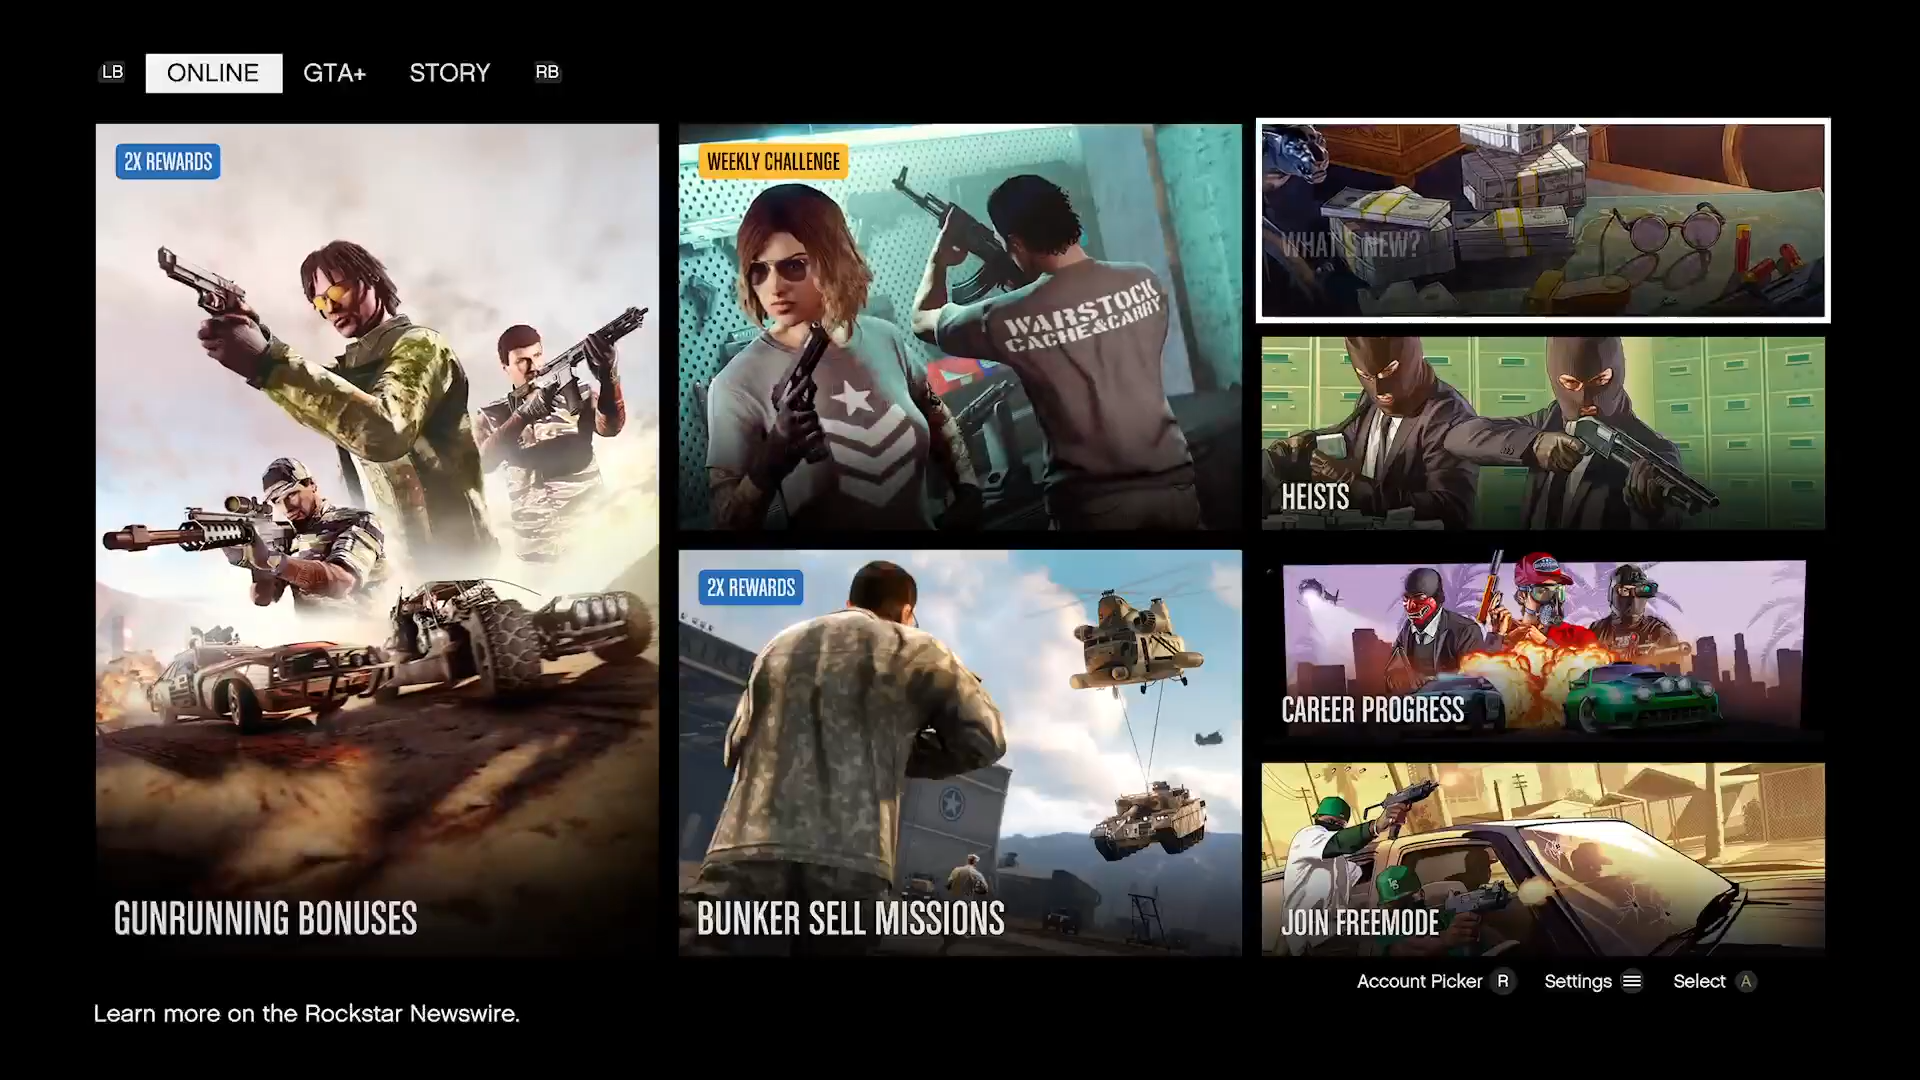 LB
ONLINE
GTA+
STORY
RB
2X REWARDS
GUNRUNNING BONUSES
WEEKLY CHALLENGE
WARSTOCK
CACHE&CARRY
2X REWARDS
BUNKER SELL MISSIONS
WHAT'S NEW?
HEISTS
CAREER PROGRESS
JOIN FREEMODE
Account Picker R
Settings
Select A
Learn more on the Rockstar Newswire.